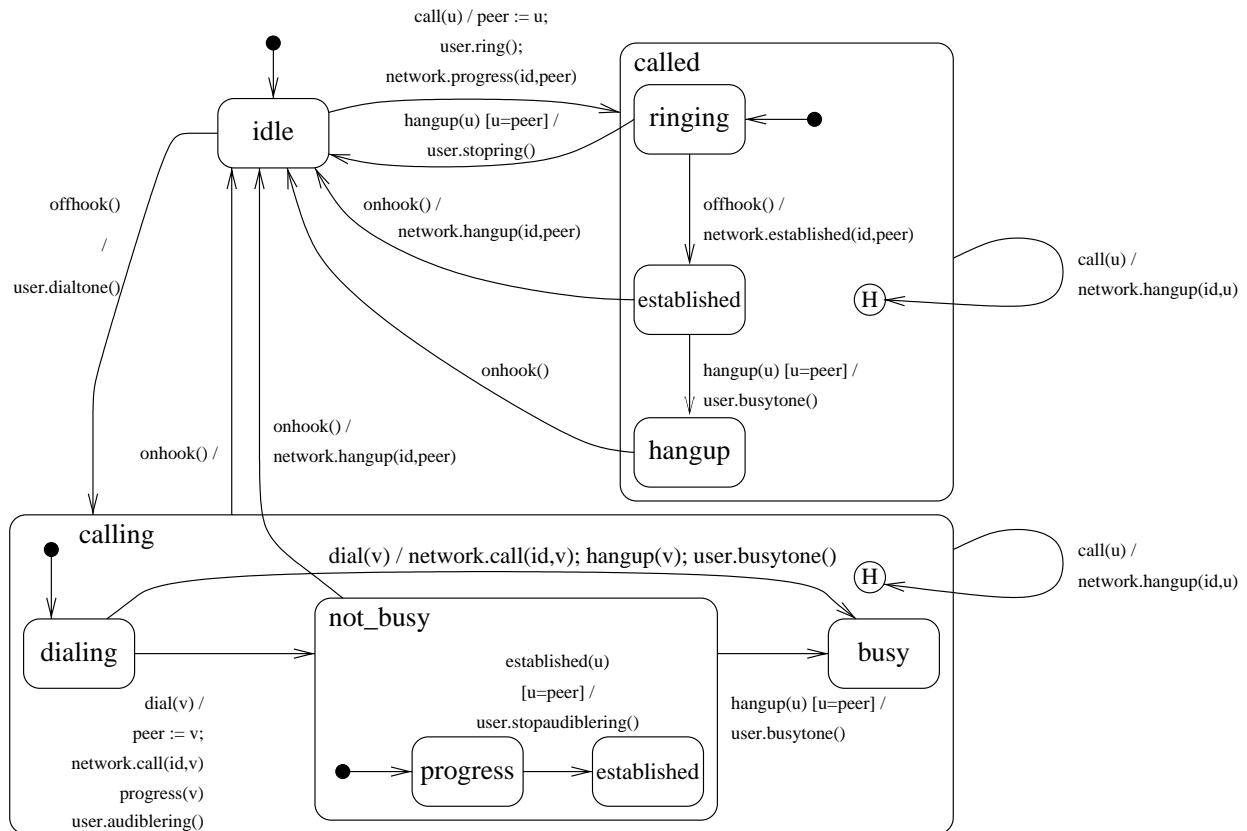 call(u) / peer := u;
user.ring();
network.progress(id,peer)
called
idle
ringing
hangup(u) [u=peer] /
user.stopring()
offhook()
/
user.dialtone()
onhook() /
network.hangup(id,peer)
offhook() /
network.established(id,peer)
call(u) /
network.hangup(id,u)
established
H
onhook()
hangup(u) [u=peer] /
user.busytone()
onhook() /
onhook() /
network.hangup(id,peer)
hangup
calling
dial(v) / network.call(id,v); hangup(v); user.busytone()
H
call(u) /
network.hangup(id,u)
not_busy
dialing
busy
established(u)
[u=peer] /
user.stopaudiblering()
dial(v) /
peer := v;
network.call(id,v)
progress(v)
user.audiblering()
hangup(u) [u=peer] /
user.busytone()
progress
established